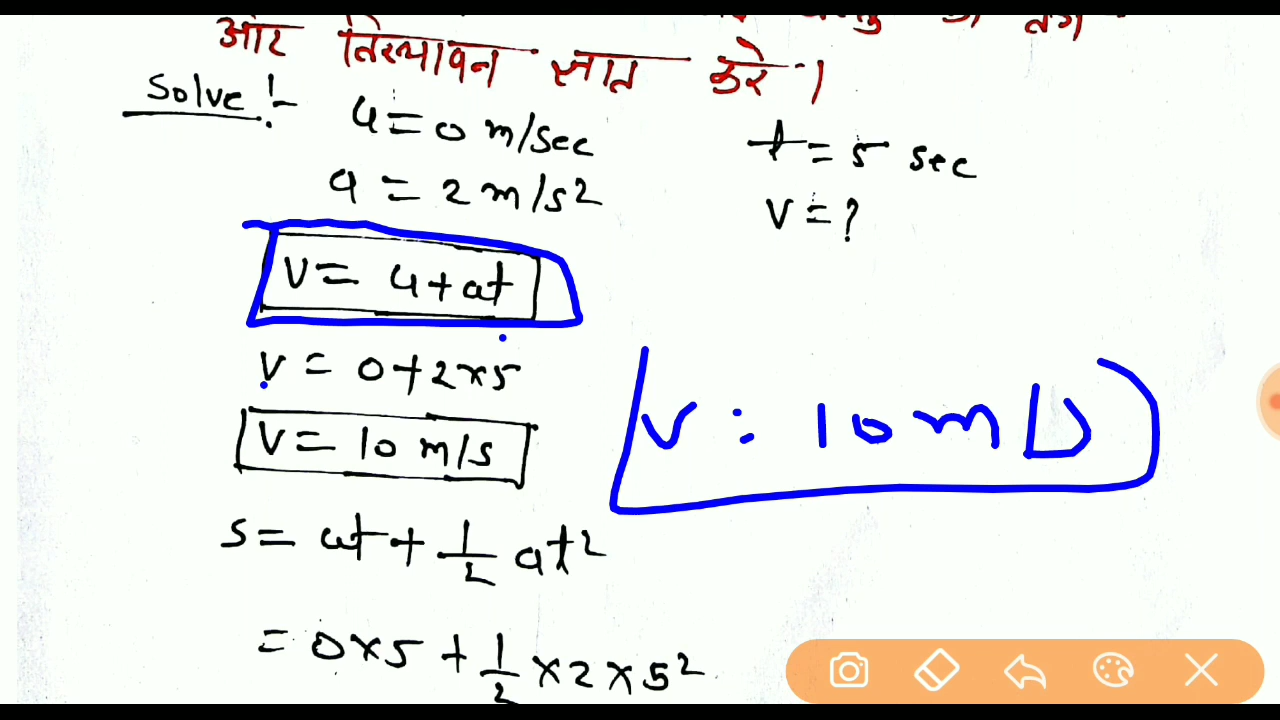 और विस्थापन ज्ञात करे ।
Solve !- u = 0 m/sec t = 5 sec
a = 2 m/s2 v = ?
v = u + at
v = 0 + 2 × 5
v = 10 m/s v : 10 m
s = ut + 1/2 at2
= 0 × 5 + 1/2 × 2 × 5²